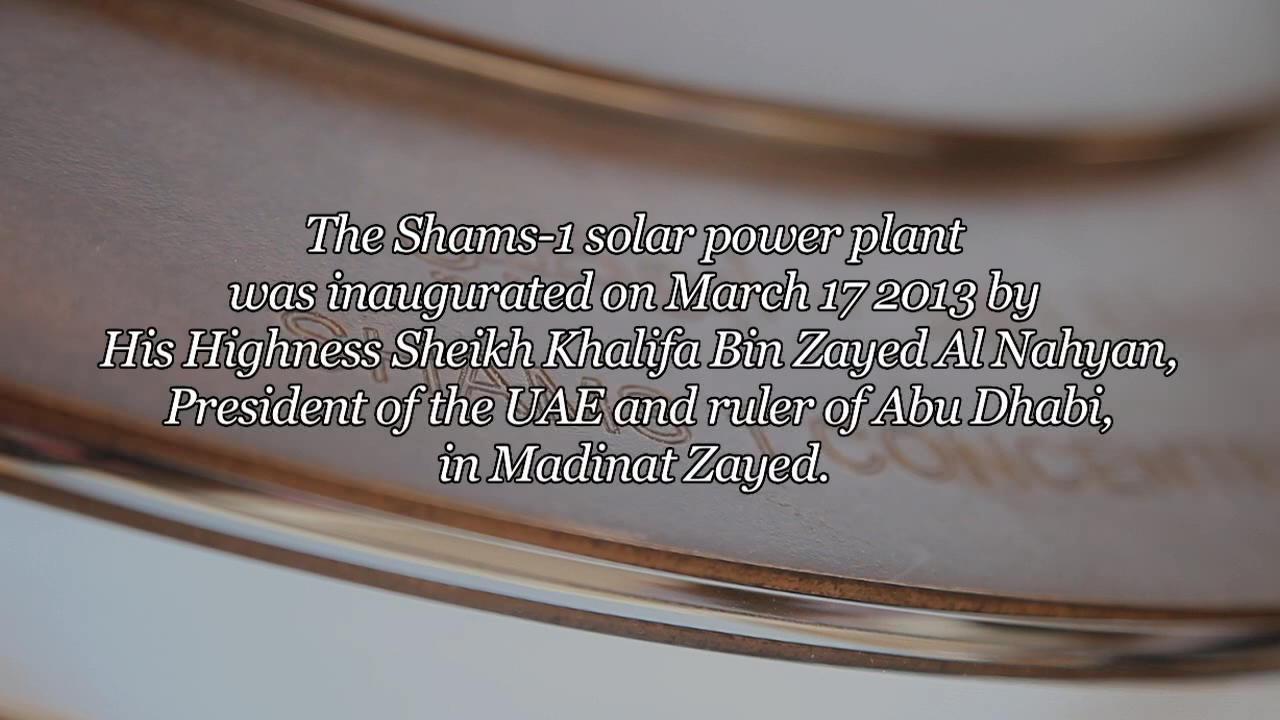 The Shams-1 solar power plant
was inaugurated on March 17 2013 by
His Highness Sheikh Khalifa Bin Zayed Al Nahyan,
President of the UAE and ruler of Abu Dhabi,
in Madinat Zayed.